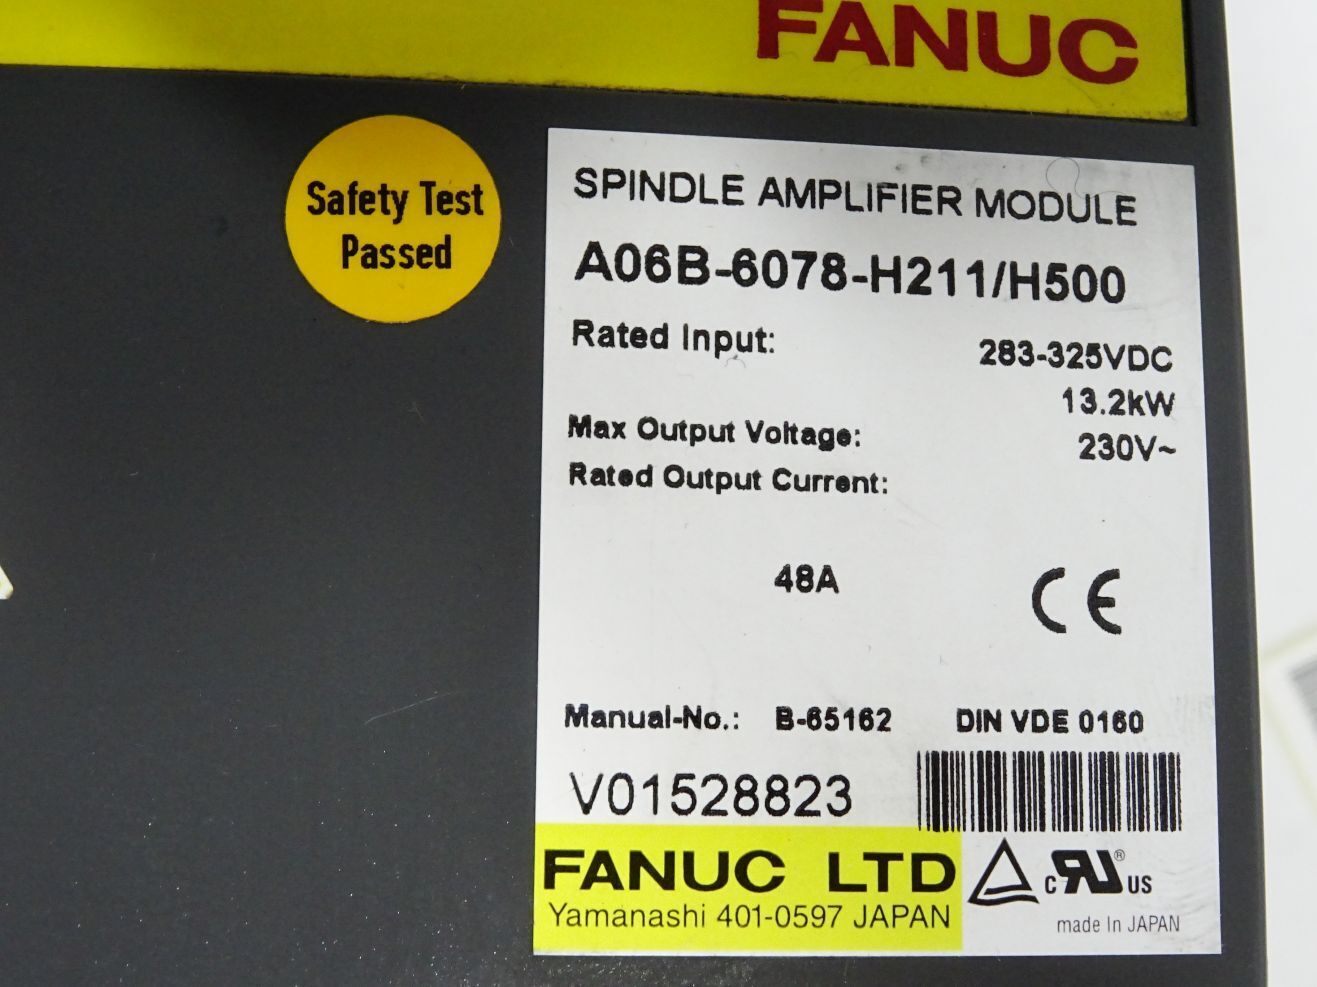 FANUC
Safety Test
Passed
SPINDLE AMPLIFIER MODULE
A06B-6078-H211/H500
Rated Input: 283-325VDC
13.2kW
Max Output Voltage: 230V~
Rated Output Current:
48A
CE
Manual-No.: B-65162 DIN VDE 0160
V01528823
FANUC LTD
Yamanashi 401-0597 JAPAN
c RU ® US
made In JAPAN